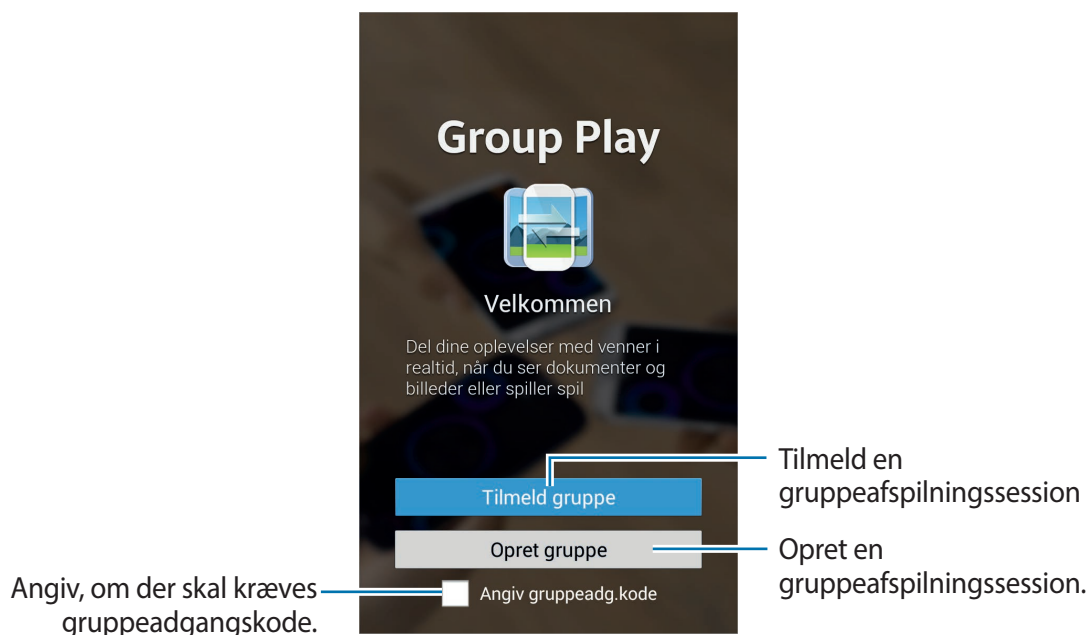 Group Play
Velkommen
Del dine oplevelser med venner i
realtid, når du ser dokumenter og
billeder eller spiller spil
Tilmeld gruppe
Tilmeld en
gruppeafspilningssession
Opret gruppe
Opret en
gruppeafspilningssession.
Angiv gruppeadg.kode
Angiv, om der skal kræves
gruppeadgangskode.